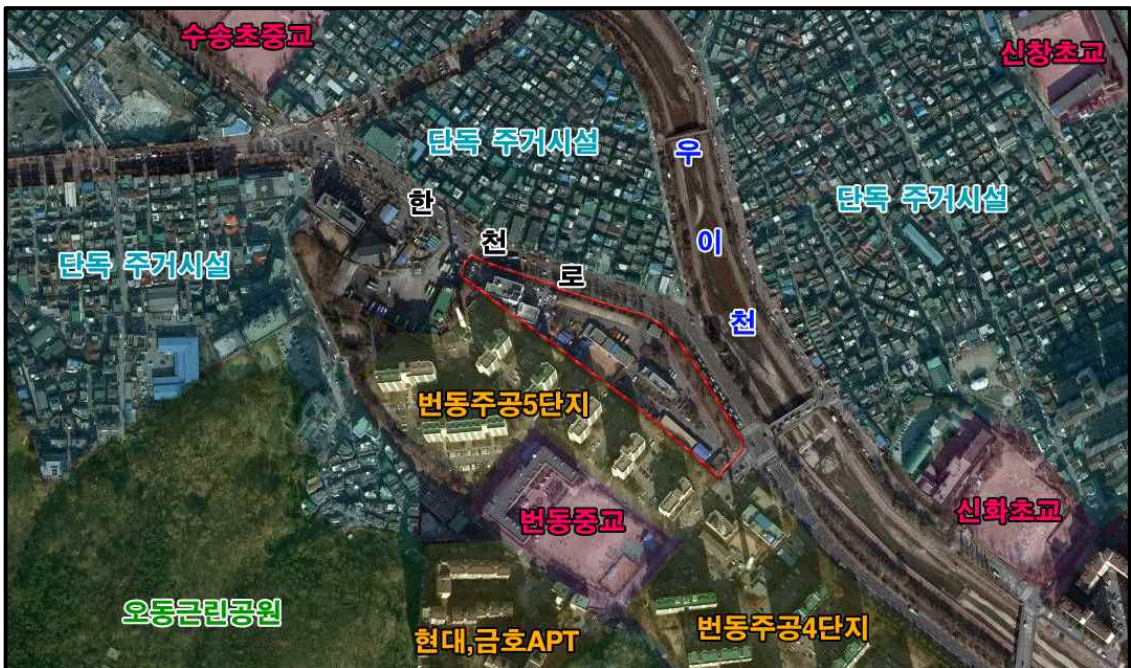 수송초중교
신창초교
단독 주거시설
우
이
천
한
천
로
단독 주거시설
단독 주거시설
번동주공5단지
번동중교
신화초교
오동근린공원
현대,금호APT
번동주공4단지